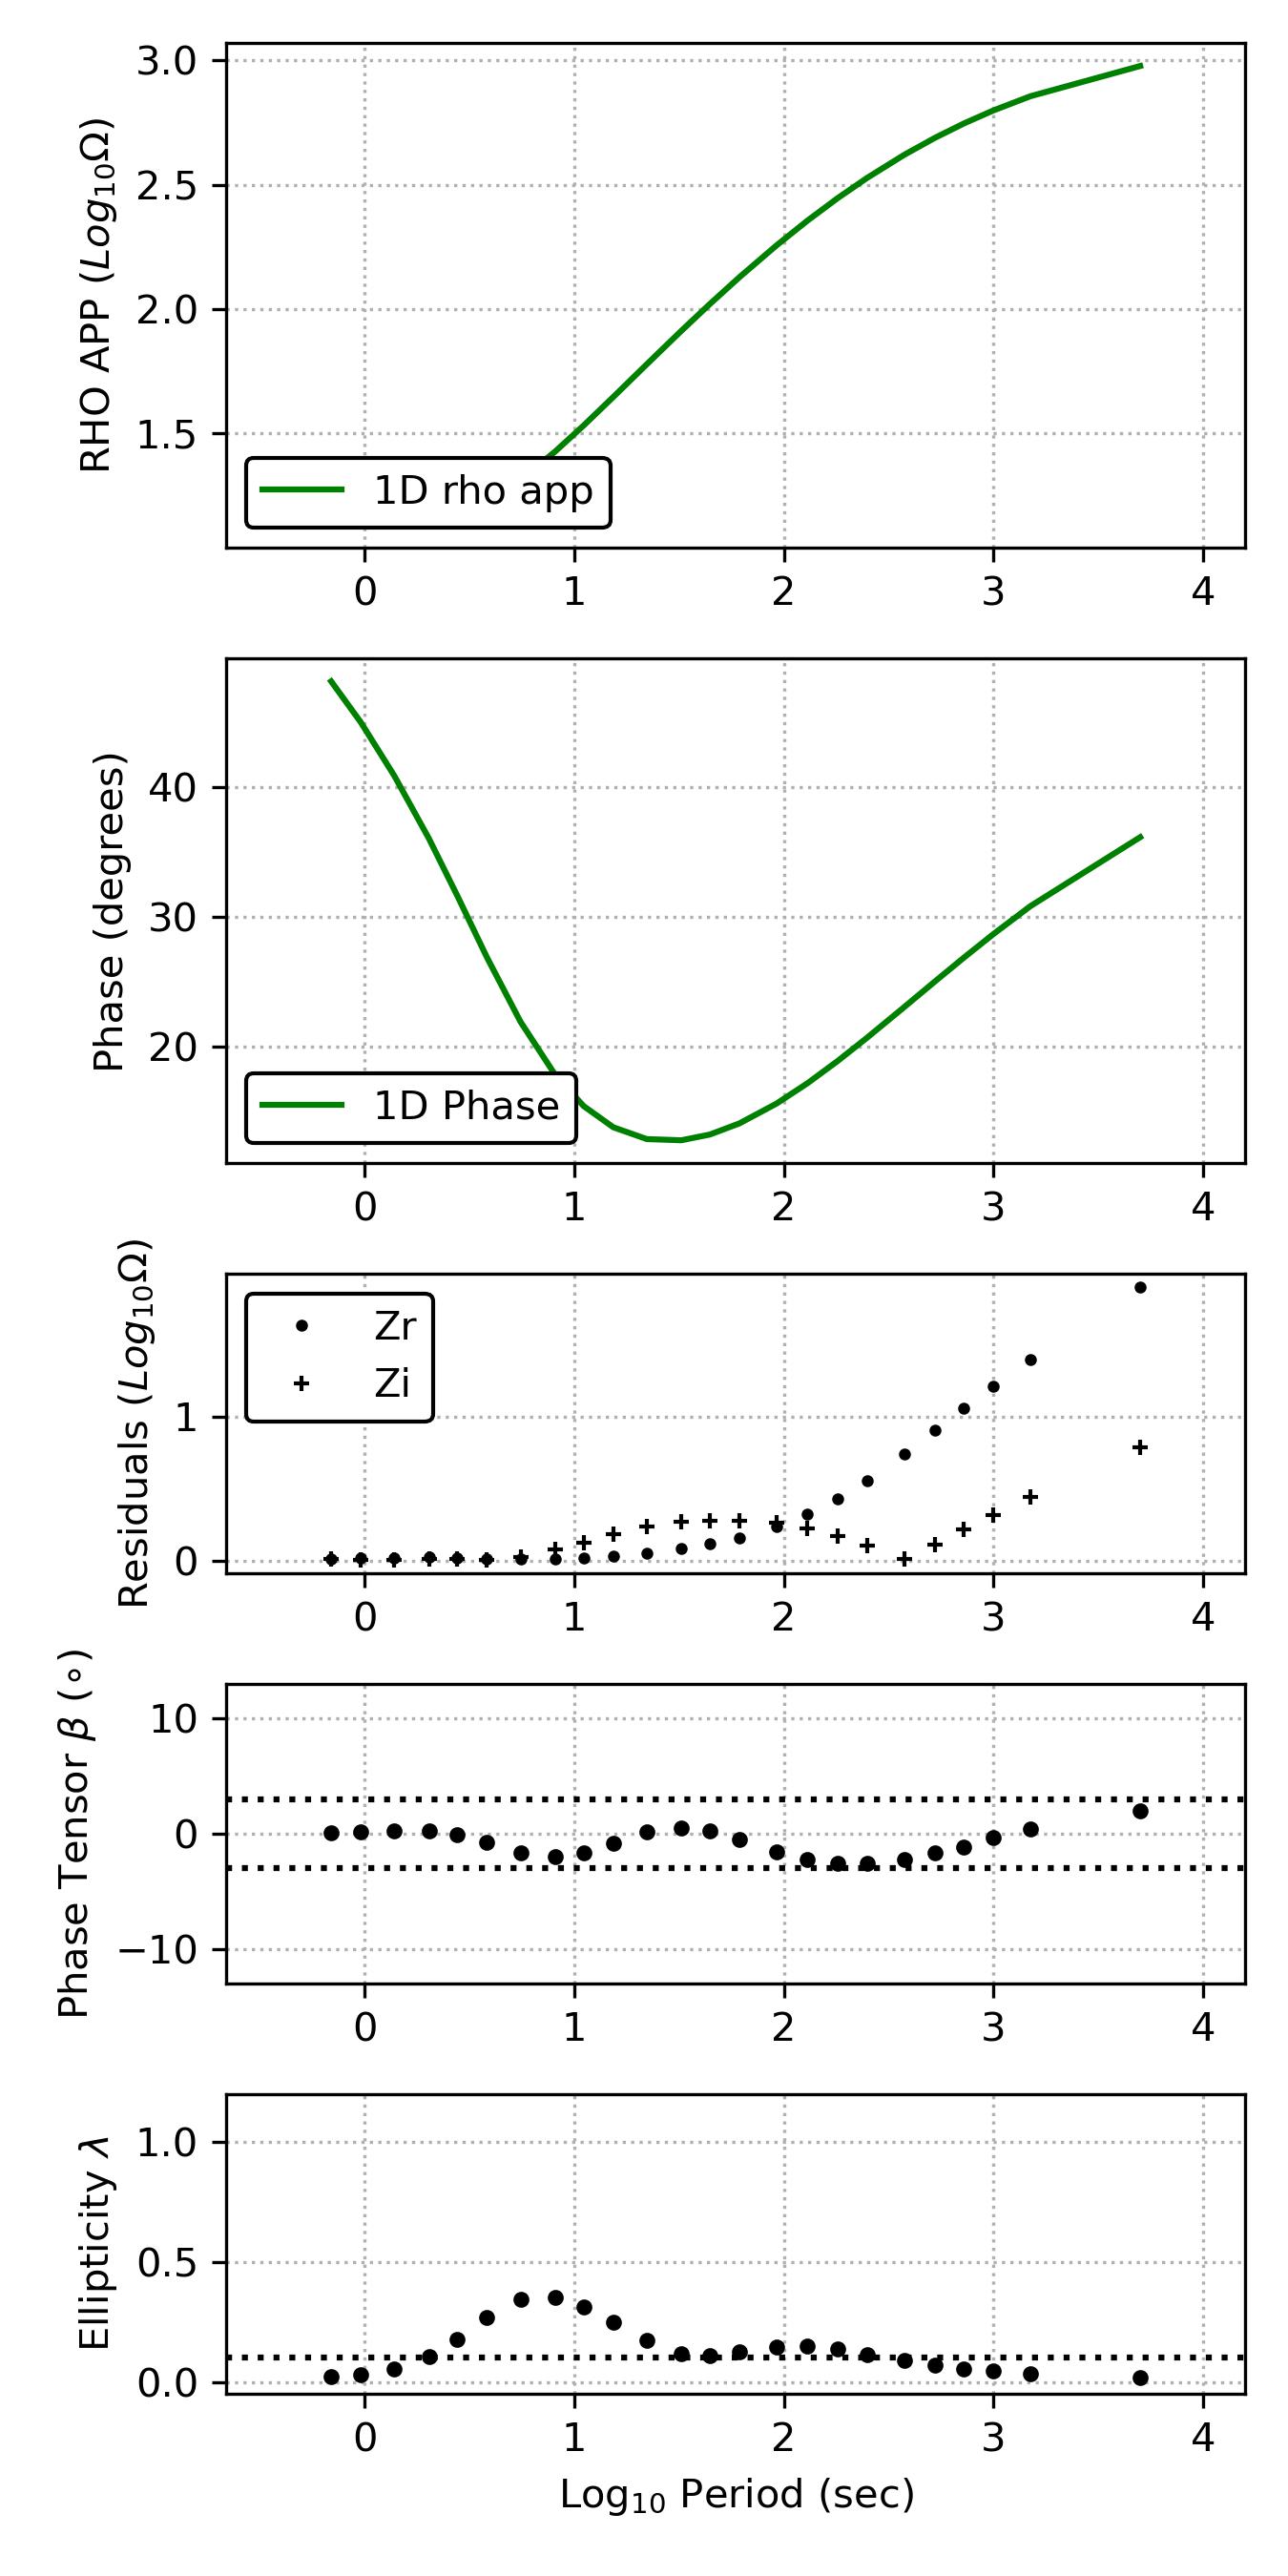 3.0
2.5
2.0
1.5
RHO APP (Log₁₀Ω)
1D rho app
0 1 2 3 4
40
30
20
Phase (degrees)
1D Phase
0 1 2 3 4
1
0
Residuals (Log₁₀Ω)
Zr
Zi
0 1 2 3 4
10
0
−10
Phase Tensor β (∘)
0 1 2 3 4
1.0
0.5
0.0
Ellipticity λ
0 1 2 3 4
Log₁₀ Period (sec)